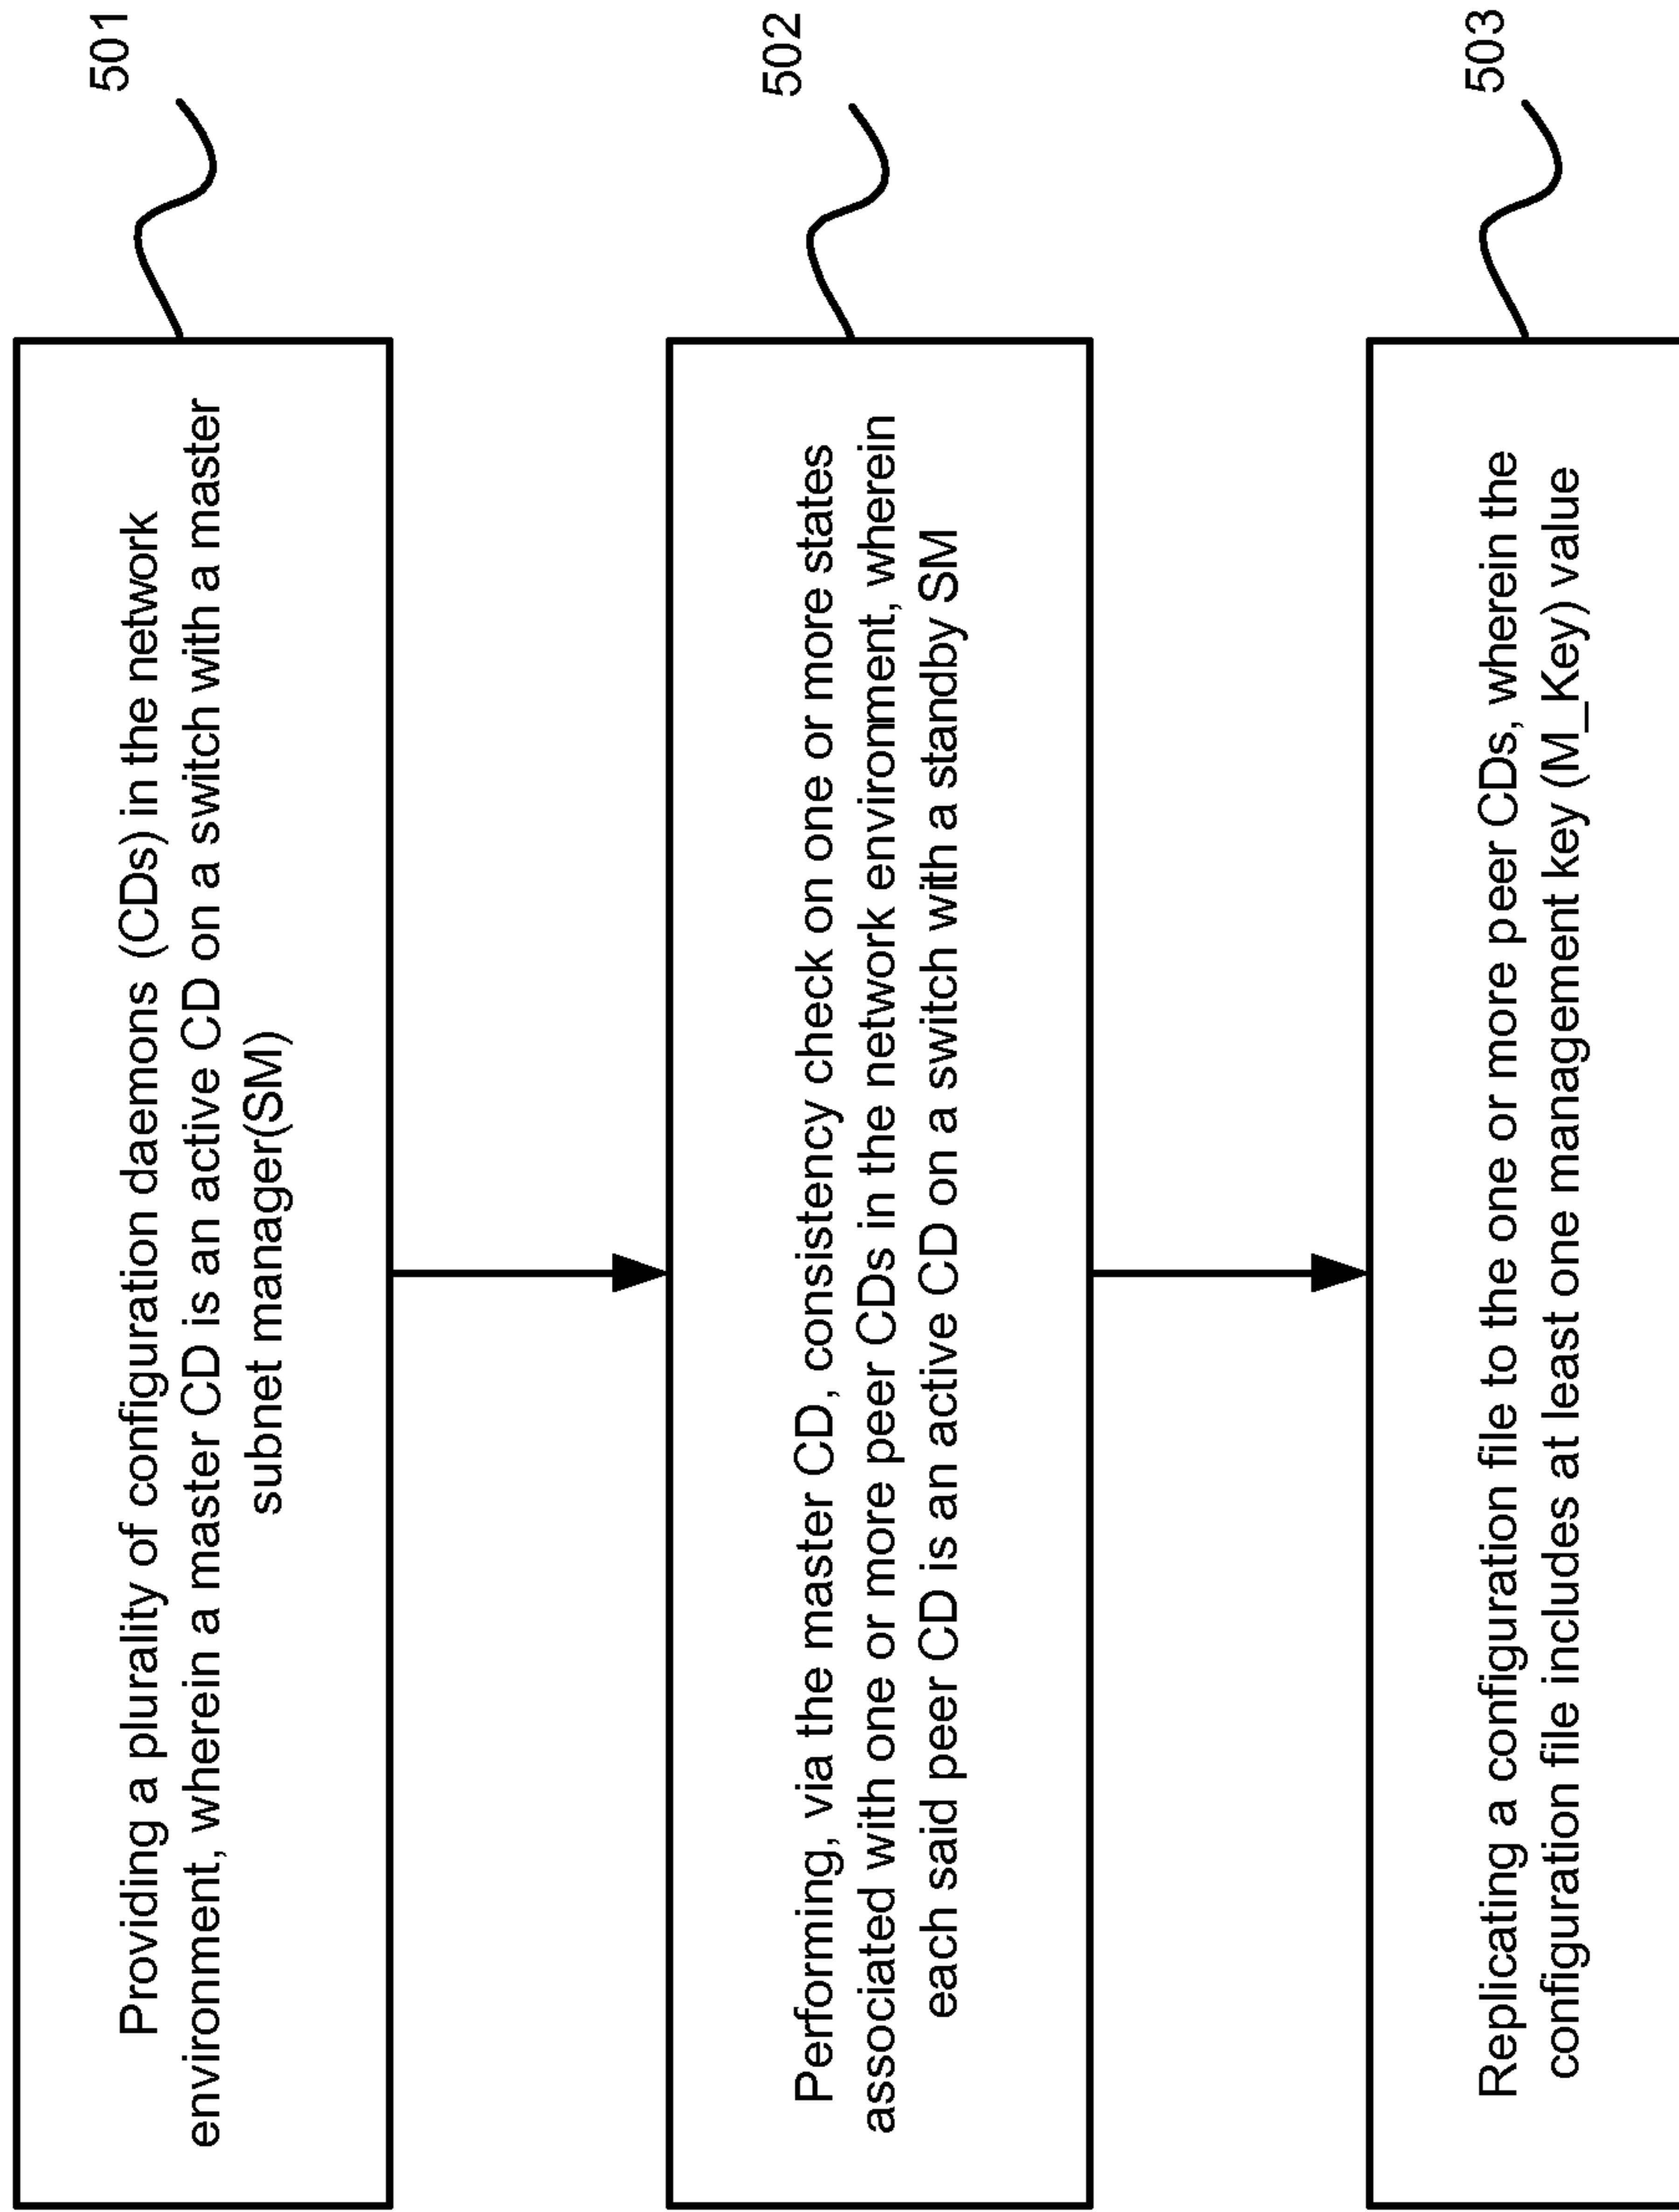 Providing a plurality of configuration daemons (CDs) in the network
environment, wherein a master CD is an active CD on a switch with a master
subnet manager(SM)
501
Performing, via the master CD, consistency check on one or more states
associated with one or more peer CDs in the network environment, wherein
each said peer CD is an active CD on a switch with a standby SM
502
Replicating a configuration file to the one or more peer CDs, wherein the
configuration file includes at least one management key (M_Key) value
503